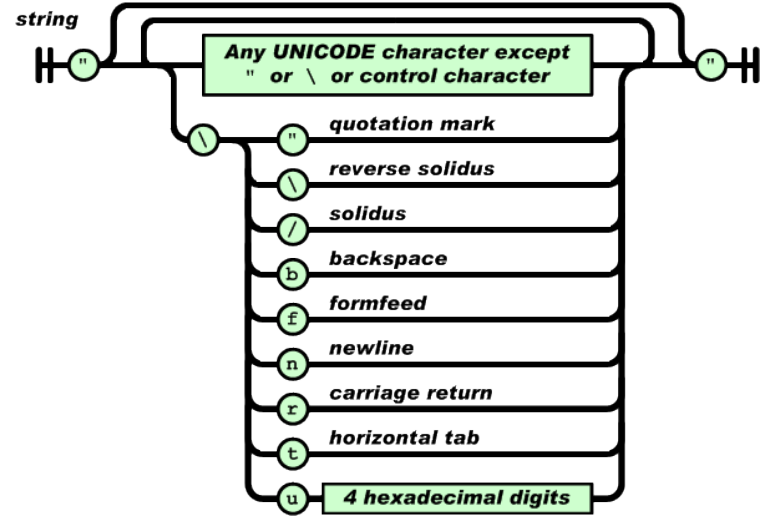 string
" Any UNICODE character except "
" or \ or control character
\ " quotation mark
\ reverse solidus
/ solidus
b backspace
f formfeed
n newline
r carriage return
t horizontal tab
u 4 hexadecimal digits